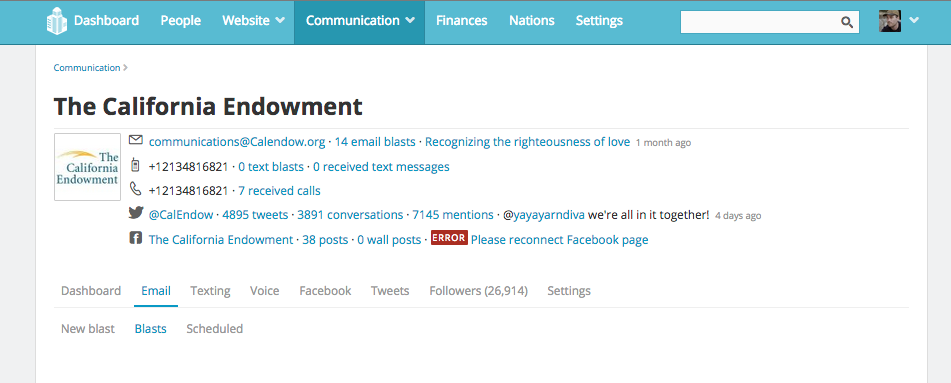 Dashboard People Website Communication Finances Nations Settings
Communication >
The California Endowment
The
California
Endowment
communications@Calendow.org · 14 email blasts · Recognizing the righteousness of love 1 month ago
+12134816821 · 0 text blasts · 0 received text messages
+12134816821 · 7 received calls
@CalEndow · 4895 tweets · 3891 conversations · 7145 mentions · @yayayarndiva we're all in it together! 4 days ago
The California Endowment · 38 posts · 0 wall posts · ERROR Please reconnect Facebook page
Dashboard Email Texting Voice Facebook Tweets Followers (26,914) Settings
New blast Blasts Scheduled